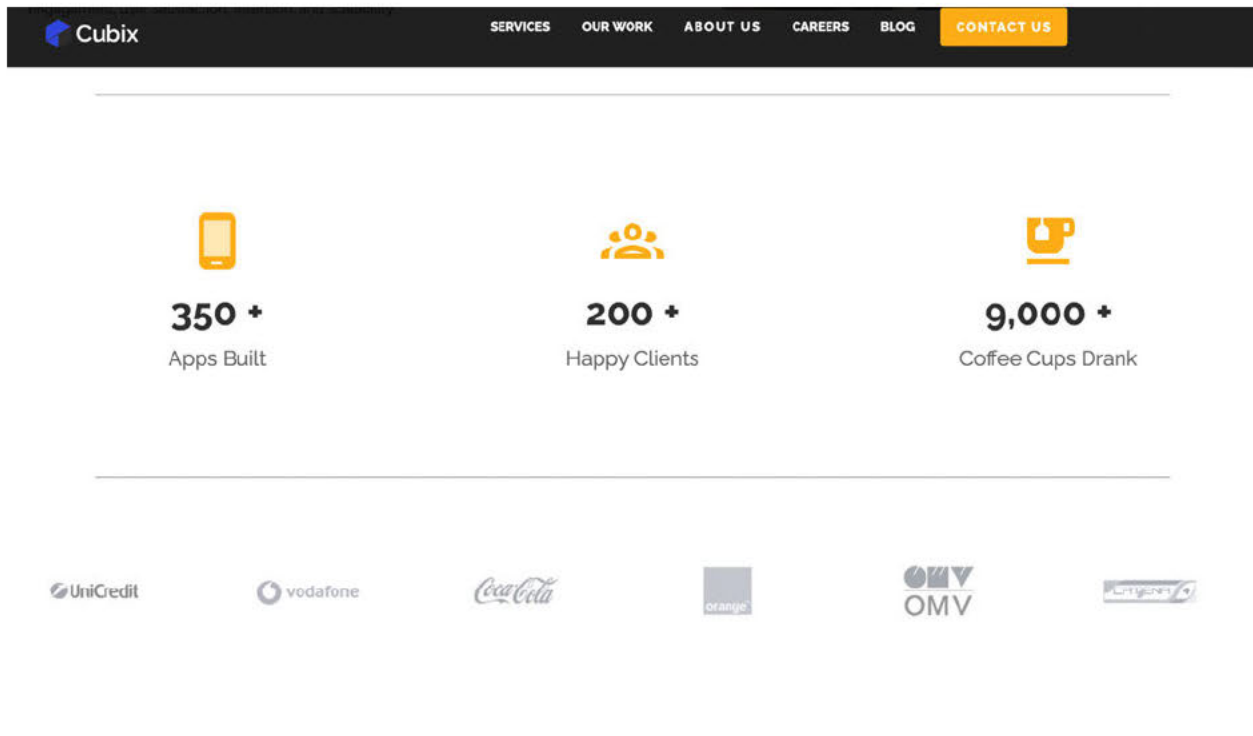 Cubix
SERVICES OUR WORK ABOUT US CAREERS BLOG CONTACT US
350 + 200 + 9,000 +
Apps Built Happy Clients Coffee Cups Drank
UniCredit vodafone Coca-Cola orange OMV